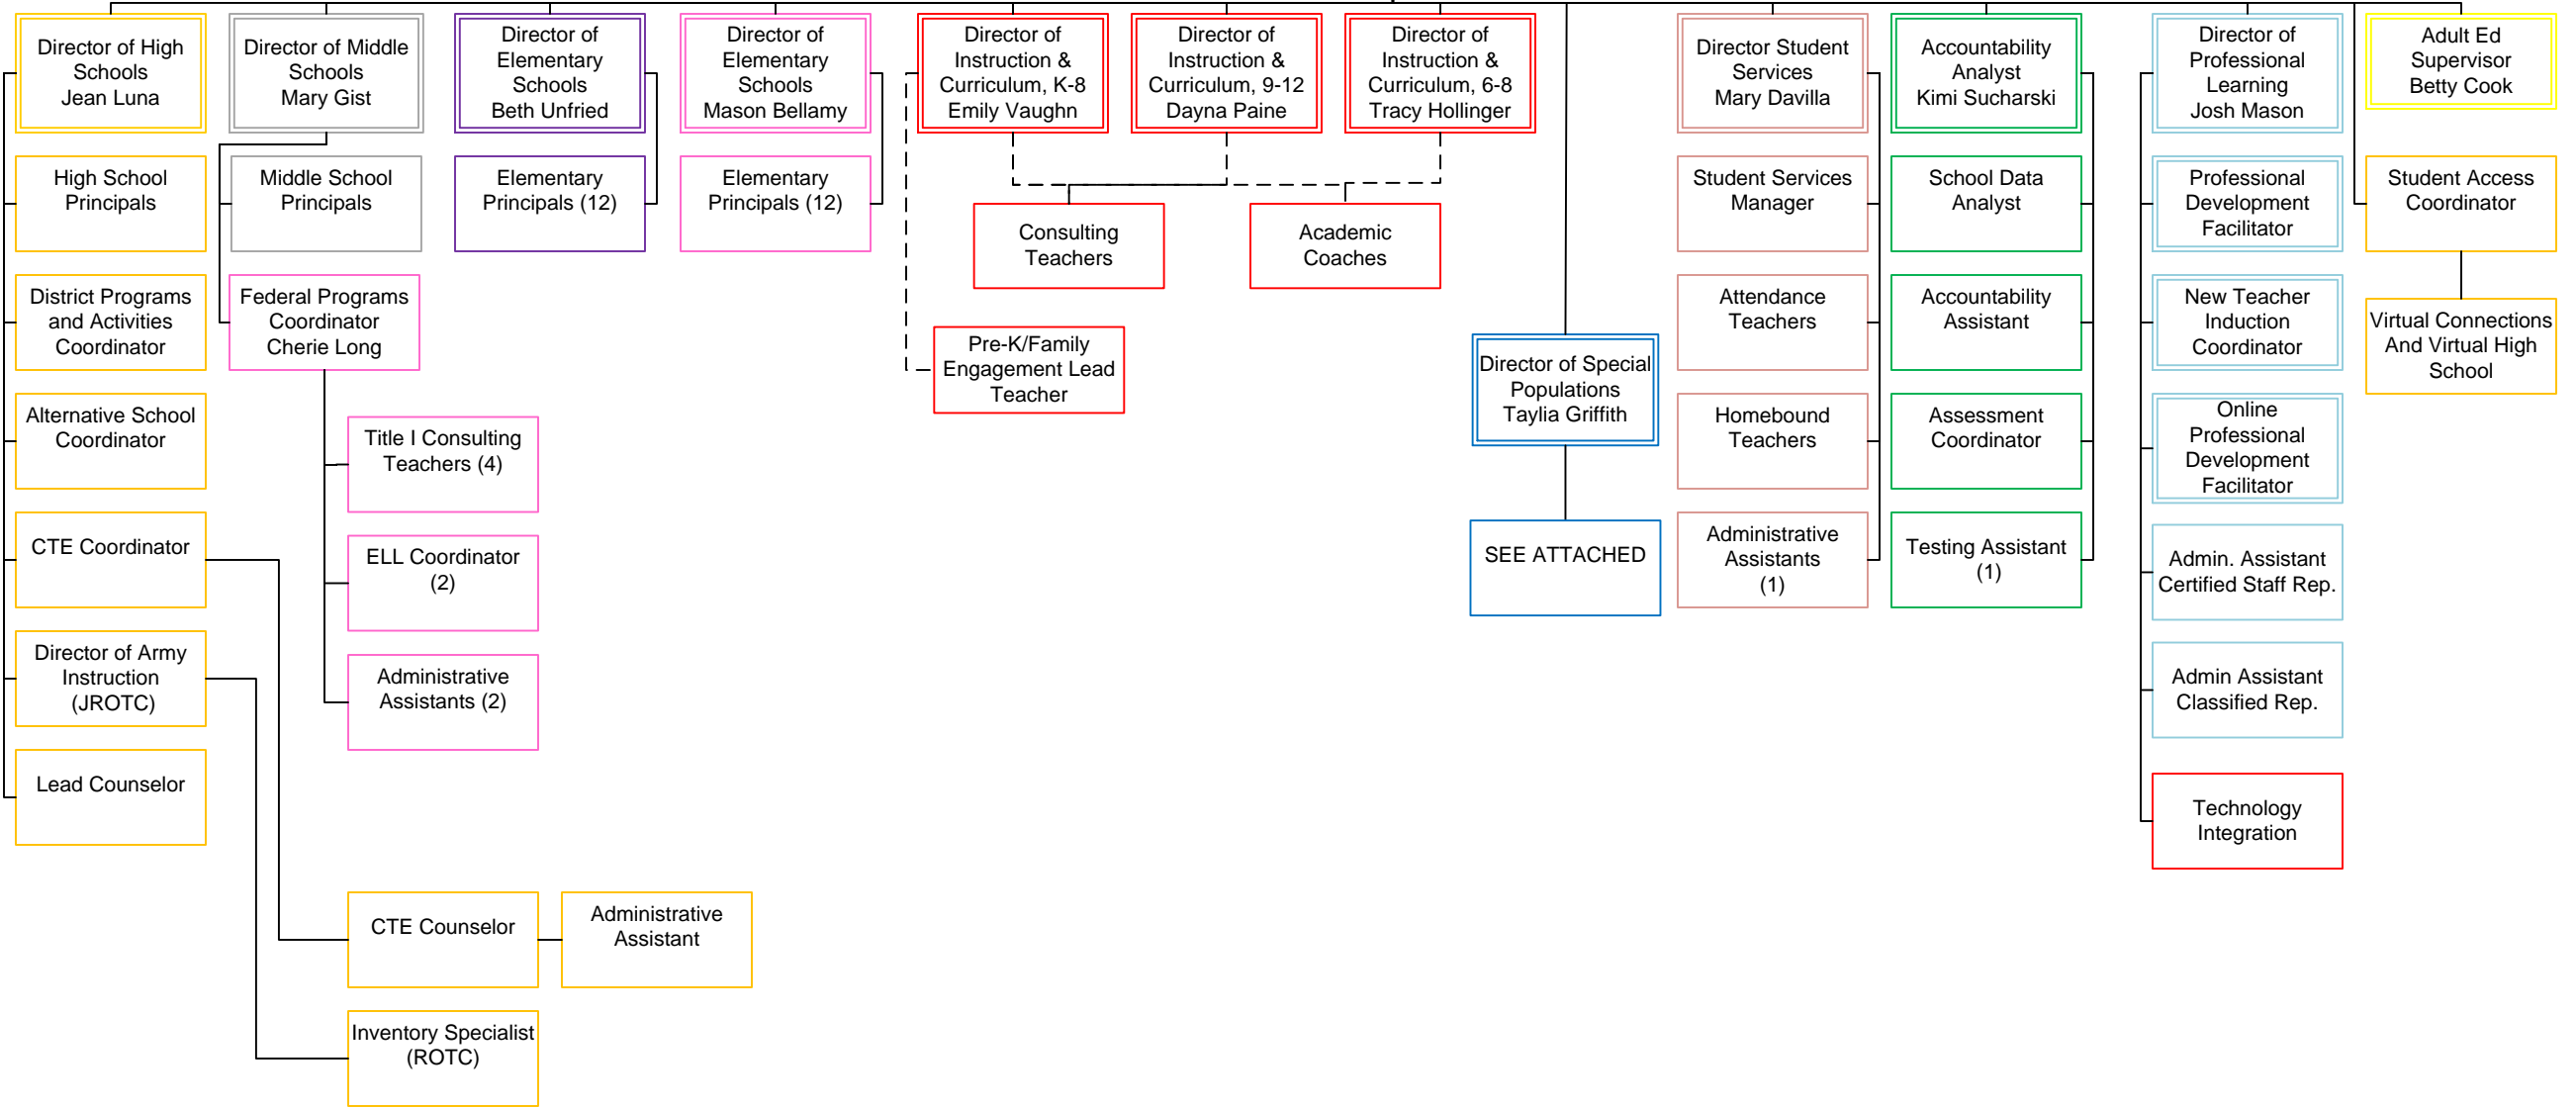 Director of High
Schools
Jean Luna
High School
Principals
District Programs
and Activities
Coordinator
Alternative School
Coordinator
CTE Coordinator
Director of Army
Instruction
(JROTC)
Lead Counselor
Director of Middle
Schools
Mary Gist
Middle School
Principals
Federal Programs
Coordinator
Cherie Long
Title I Consulting
Teachers (4)
ELL Coordinator
(2)
Administrative
Assistants (2)
CTE Counselor
Administrative
Assistant
Inventory Specialist
(ROTC)
Director of
Elementary
Schools
Beth Unfried
Elementary
Principals (12)
Director of
Elementary
Schools
Mason Bellamy
Elementary
Principals (12)
Director of
Instruction &
Curriculum, K-8
Emily Vaughn
Director of
Instruction &
Curriculum, 9-12
Dayna Paine
Director of
Instruction &
Curriculum, 6-8
Tracy Hollinger
Consulting
Teachers
Academic
Coaches
Pre-K/Family
Engagement Lead
Teacher
Director of Special
Populations
Taylia Griffith
SEE ATTACHED
Director Student
Services
Mary Davilla
Student Services
Manager
Attendance
Teachers
Homebound
Teachers
Administrative
Assistants
(1)
Accountability
Analyst
Kimi Sucharski
School Data
Analyst
Accountability
Assistant
Assessment
Coordinator
Testing Assistant
(1)
Director of
Professional
Learning
Josh Mason
Professional
Development
Facilitator
New Teacher
Induction
Coordinator
Online
Professional
Development
Facilitator
Admin. Assistant
Certified Staff Rep.
Admin Assistant
Classified Rep.
Technology
Integration
Adult Ed
Supervisor
Betty Cook
Student Access
Coordinator
Virtual Connections
And Virtual High
School